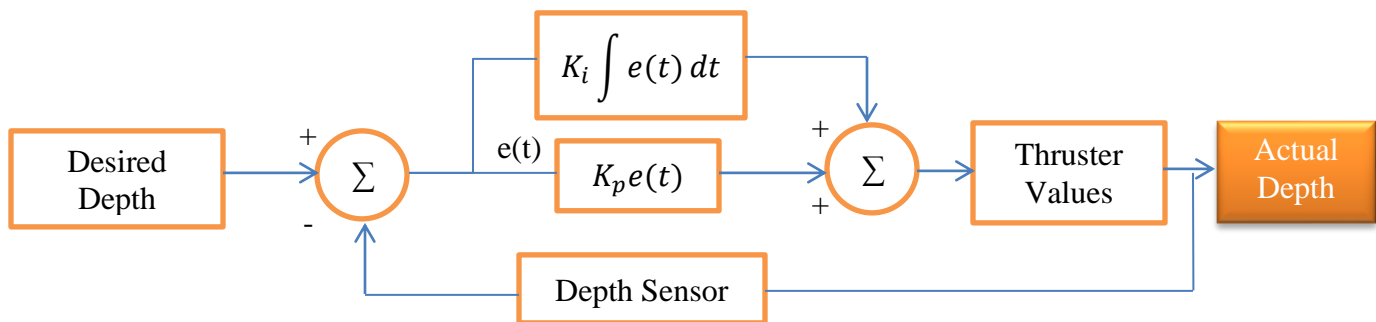 K_i ∫ e(t) dt
Desired
Depth
+
-
∑
e(t)
K_p e(t)
+
+
∑
Thruster
Values
Actual
Depth
Depth Sensor